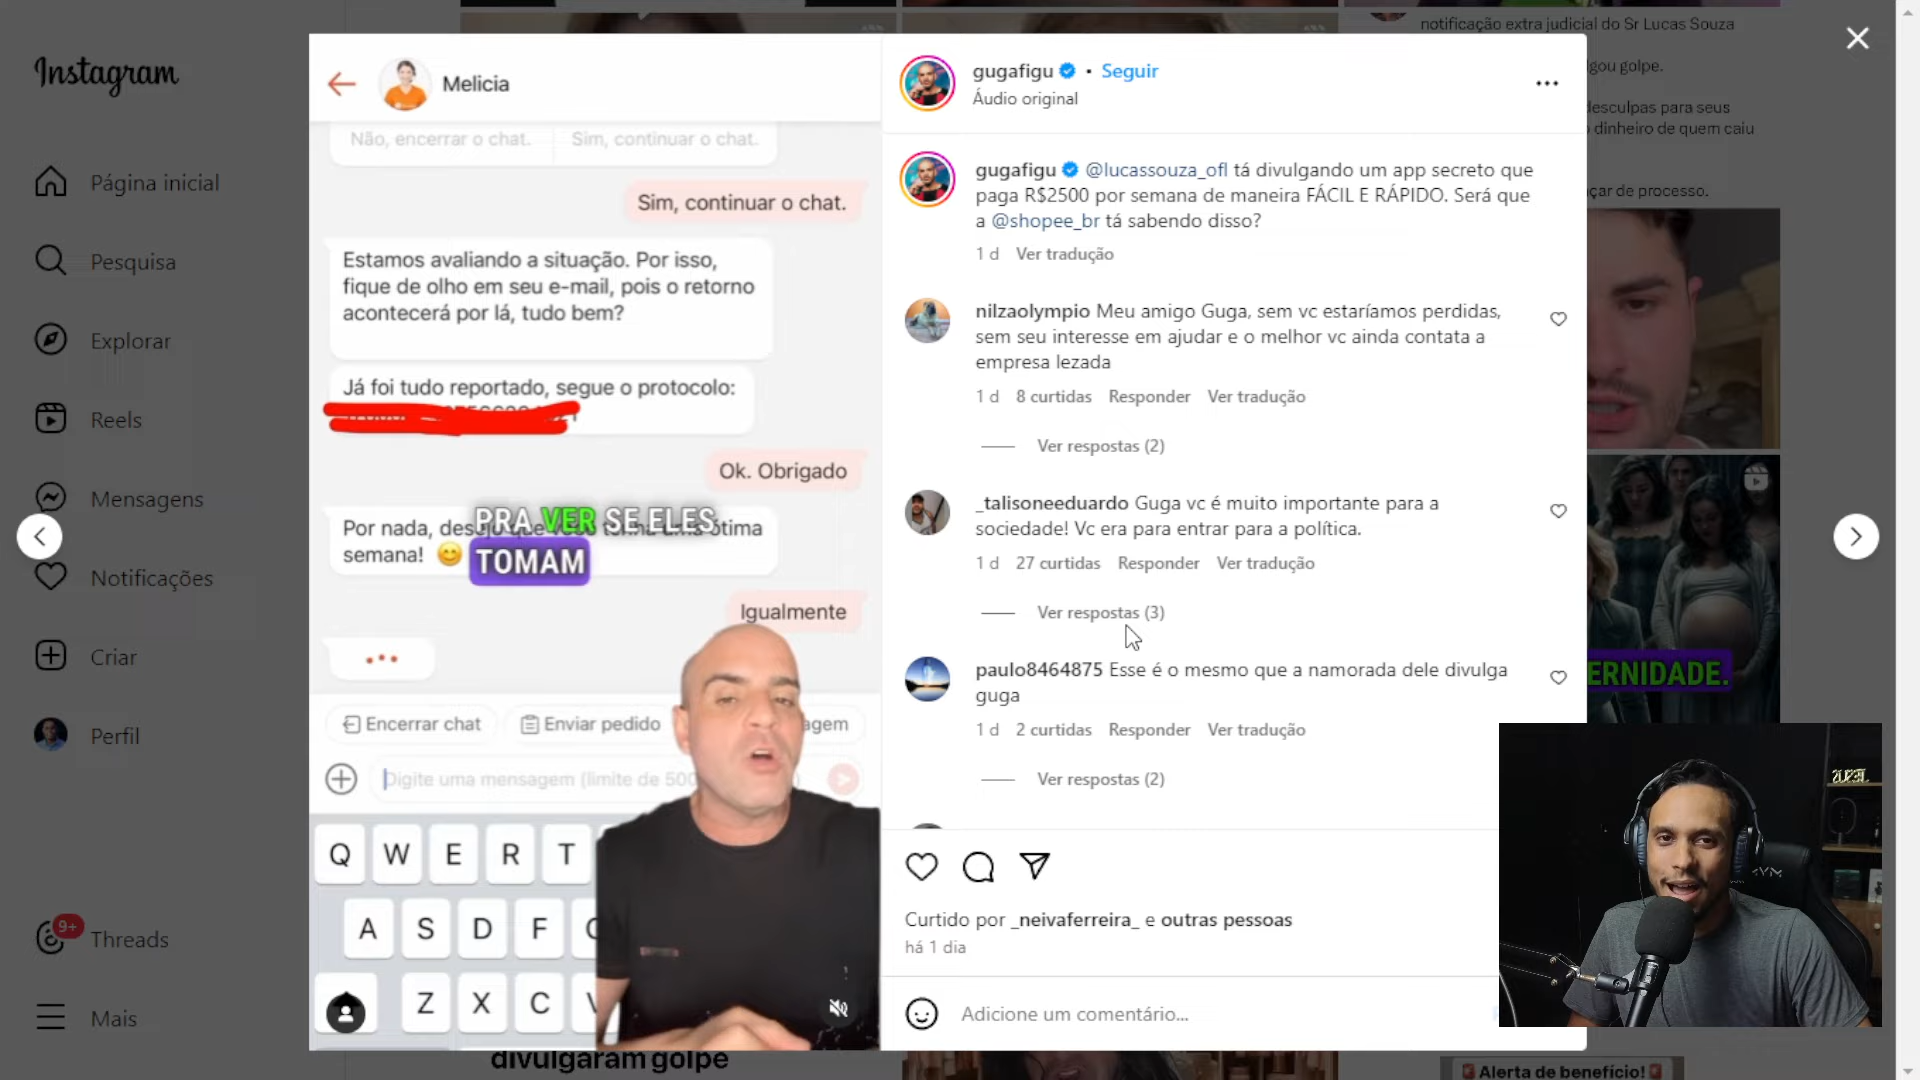 Instagram
Página inicial
Pesquisa
Explorar
Reels
Mensagens
Notificações
Criar
Perfil
9+
Threads
Mais
Melicia
Não, encerrar o chat.
Sim, continuar o chat.
Sim, continuar o chat.
Estamos avaliando a situação. Por isso,
fique de olho em seu e-mail, pois o retorno
acontecerá por lá, tudo bem?
Já foi tudo reportado, segue o protocolo:
Ok. Obrigado
Por nada, ótima
semana!
PRA VER SE ELES
TOMAM
Igualmente
Encerrar chat
Enviar pedido
agem
Digite uma mensagem (limite de 500
Q W E R T
A S D F
Z X C V
divulgaram golpe
gugafigu • Seguir
Áudio original
gugafigu @lucassouza_ofl tá divulgando um app secreto que
paga R$2500 por semana de maneira FÁCIL E RÁPIDO. Será que
a @shopee_br tá sabendo disso?
1 d Ver tradução
nilzaolympio Meu amigo Guga, sem vc estaríamos perdidas,
sem seu interesse em ajudar e o melhor vc ainda contata a
empresa lezada
1 d 8 curtidas Responder Ver tradução
Ver respostas (2)
_talisoneeduardo Guga vc é muito importante para a
sociedade! Vc era para entrar para a política.
1 d 27 curtidas Responder Ver tradução
Ver respostas (3)
paulo8464875 Esse é o mesmo que a namorada dele divulga
guga
1 d 2 curtidas Responder Ver tradução
Ver respostas (2)
Curtido por _neivaferreira_ e outras pessoas
há 1 dia
Adicione um comentário...
notificação extra judicial do Sr Lucas Souza
lgou golpe.
desculpas para seus
dinheiro de quem caiu
çar de processo.
ERNIDADE.
Alerta de benefício!